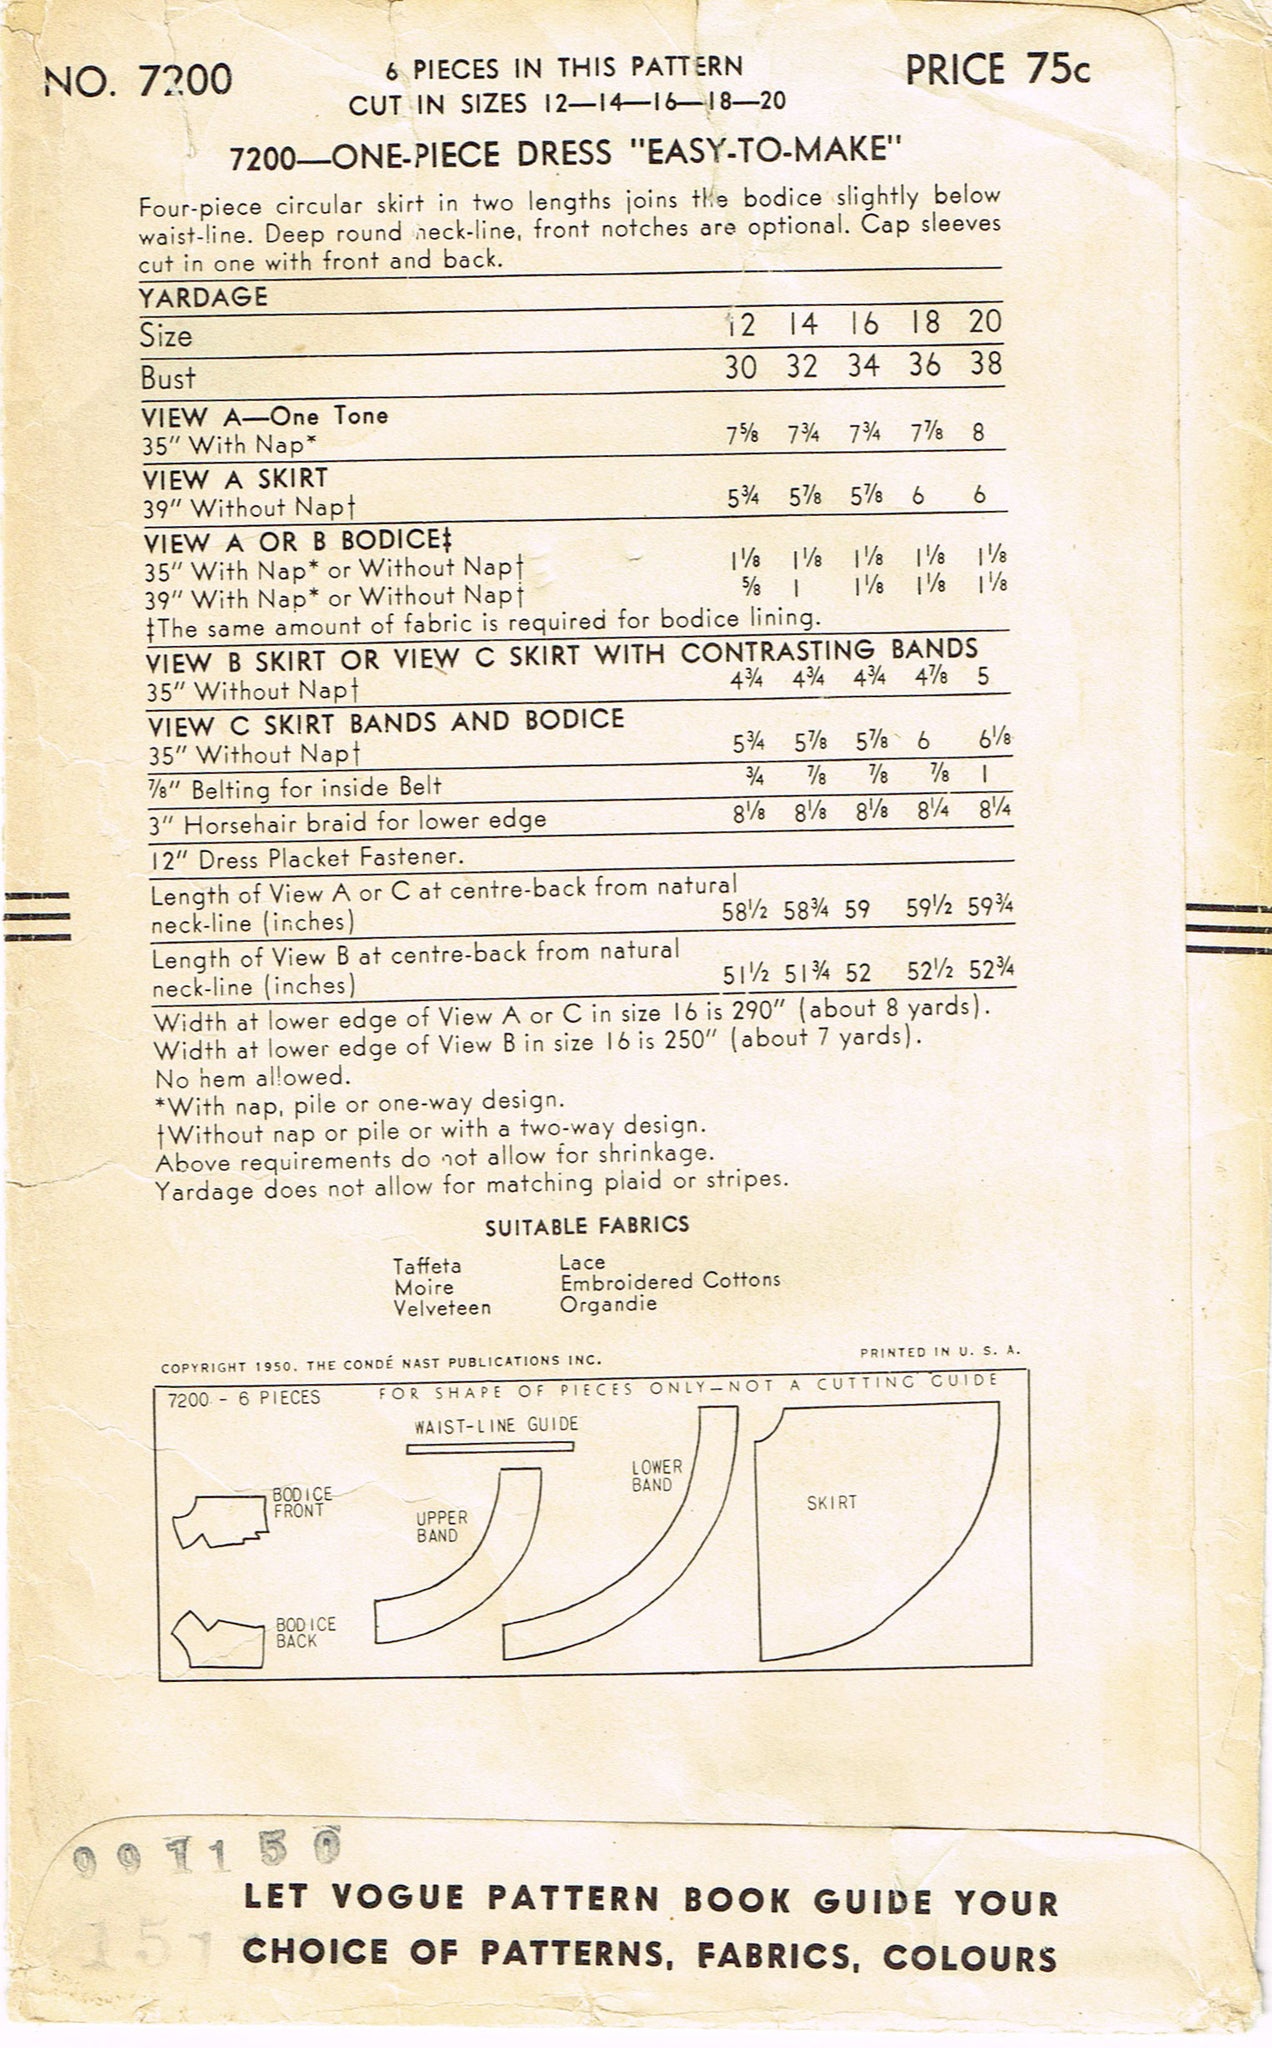 NO. 7200
6 PIECES IN THIS PATTERN
PRICE 75c
CUT IN SIZES 12—14—16—18—20
7200—ONE-PIECE DRESS "EASY-TO-MAKE"
Four-piece circular skirt in two lengths joins the bodice slightly below
waist-line. Deep round neck-line, front notches are optional. Cap sleeves
cut in one with front and back.
YARDAGE
Size 12 14 16 18 20
Bust 30 32 34 36 38
VIEW A—One Tone
35" With Nap* 7⅝ 7¾ 7¾ 7⅞ 8
VIEW A SKIRT
39" Without Nap† 5¾ 5⅞ 5⅞ 6 6
VIEW A OR B BODICE‡
35" With Nap* or Without Nap† 1⅛ 1⅛ 1⅛ 1⅛ 1⅛
39" With Nap* or Without Nap† ⅝ 1 1⅛ 1⅛ 1⅛
‡The same amount of fabric is required for bodice lining.
VIEW B SKIRT OR VIEW C SKIRT WITH CONTRASTING BANDS
35" Without Nap† 4¾ 4¾ 4¾ 4⅞ 5
VIEW C SKIRT BANDS AND BODICE
35" Without Nap† 5¾ 5⅞ 5⅞ 6 6⅛
⅞" Belting for inside Belt ¾ ⅞ ⅞ ⅞ 1
3" Horsehair braid for lower edge 8⅛ 8⅛ 8⅛ 8¼ 8¼
12" Dress Placket Fastener.
Length of View A or C at centre-back from natural
neck-line (inches) 58½ 58¾ 59 59½ 59¾
Length of View B at centre-back from natural
neck-line (inches) 51½ 51¾ 52 52½ 52¾
Width at lower edge of View A or C in size 16 is 290" (about 8 yards).
Width at lower edge of View B in size 16 is 250" (about 7 yards).
No hem allowed.
*With nap, pile or one-way design.
†Without nap or pile or with a two-way design.
Above requirements do not allow for shrinkage.
Yardage does not allow for matching plaid or stripes.
SUITABLE FABRICS
Taffeta Lace
Moire Embroidered Cottons
Velveteen Organdie
COPYRIGHT 1950, THE CONDÉ NAST PUBLICATIONS INC.
PRINTED IN U. S. A.
7200 - 6 PIECES
FOR SHAPE OF PIECES ONLY—NOT A CUTTING GUIDE
WAIST-LINE GUIDE
LOWER
BAND
BODICE
FRONT
UPPER
BAND
SKIRT
BODICE
BACK
LET VOGUE PATTERN BOOK GUIDE YOUR
CHOICE OF PATTERNS, FABRICS, COLOURS